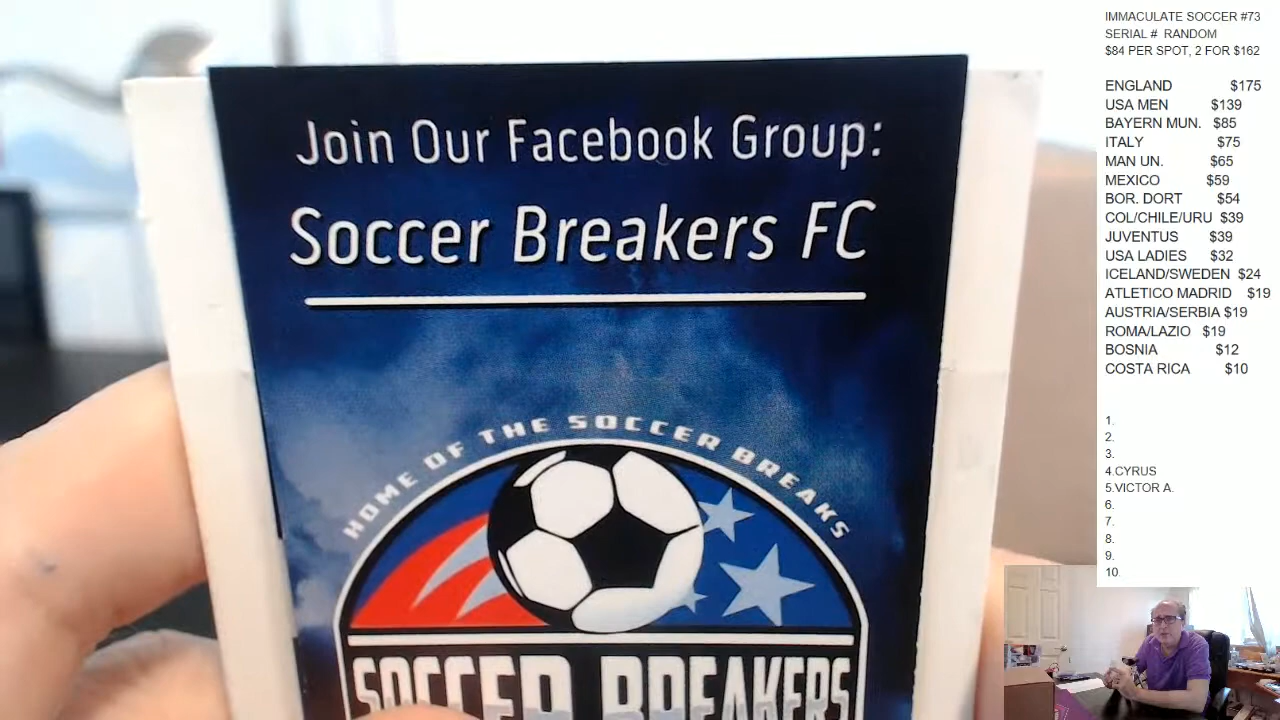 Join Our Facebook Group:
Soccer Breakers FC
HOME OF THE SOCCER BREAKS
SOCCER BREAKERS
IMMACULATE SOCCER #73
SERIAL # RANDOM
$84 PER SPOT, 2 FOR $162
ENGLAND $175
USA MEN $139
BAYERN MUN. $85
ITALY $75
MAN UN. $65
MEXICO $59
BOR. DORT $54
COL/CHILE/URU $39
JUVENTUS $39
USA LADIES $32
ICELAND/SWEDEN $24
ATLETICO MADRID $19
AUSTRIA/SERBIA $19
ROMA/LAZIO $19
BOSNIA $12
COSTA RICA $10
1.
2.
3.
4.CYRUS
5.VICTOR A.
6.
7.
8.
9.
10.